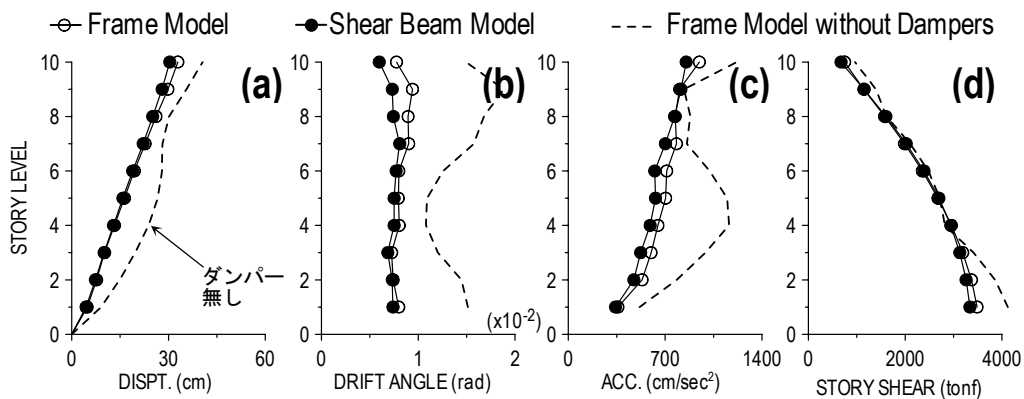 Frame Model
Shear Beam Model
Frame Model without Dampers
STORY LEVEL
10
8
6
4
2
0
(a)
ダンパー
無し
0
30
60
DISPT. (cm)
(b)
(x10-2)
0
1
2
DRIFT ANGLE (rad)
(c)
0
700
1400
ACC. (cm/sec2)
(d)
0
2000
4000
STORY SHEAR (tonf)